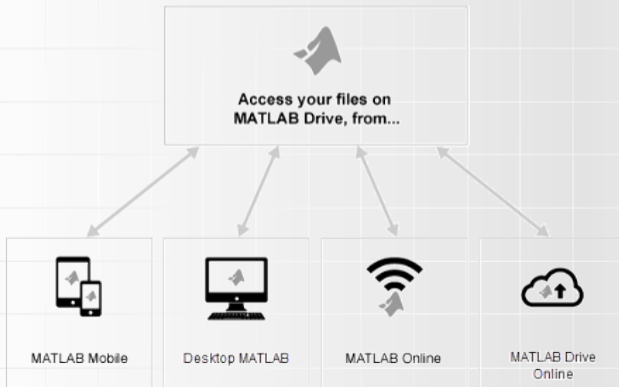 Access your files on
MATLAB Drive, from...
MATLAB Mobile
Desktop MATLAB
MATLAB Online
MATLAB Drive
Online